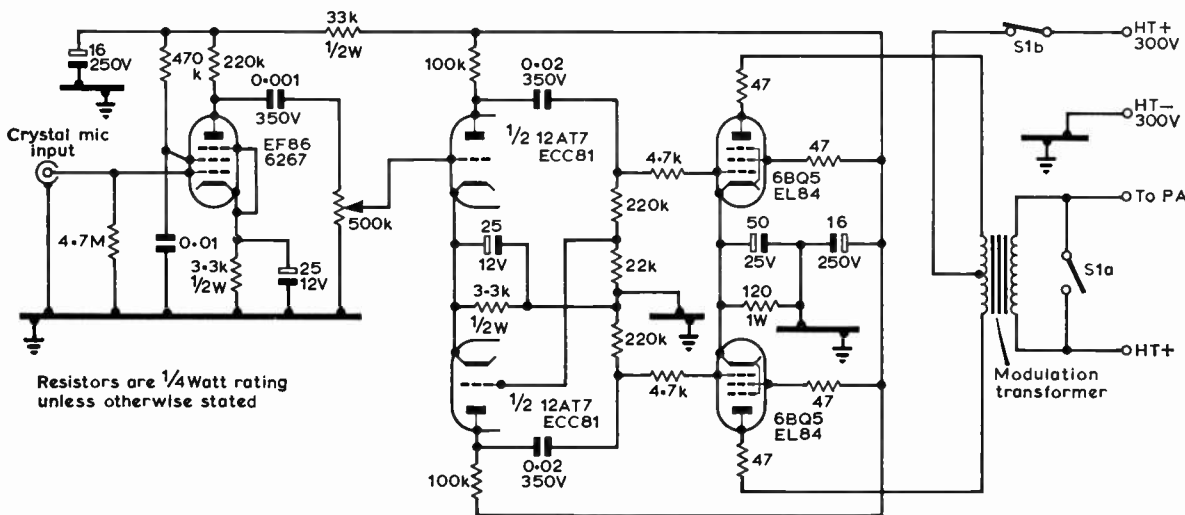 33k
1/2W
16
250V
470
k
220k
0·001
350V
Crystal mic
input
EF86
6267
4·7M
0·01
3·3k
1/2W
25
12V
500k
Resistors are 1/4 Watt rating
unless otherwise stated
100k
0·02
350V
1/2 12AT7
ECC81
25
12V
3·3k
1/2W
1/2 12AT7
ECC81
0·02
350V
100k
4·7k
220k
22k
220k
4·7k
47
47
6BQ5
EL84
50
25V
16
250V
120
1W
47
6BQ5
EL84
47
S1b
HT+
300V
HT−
300V
To PA
S1a
HT+
Modulation
transformer